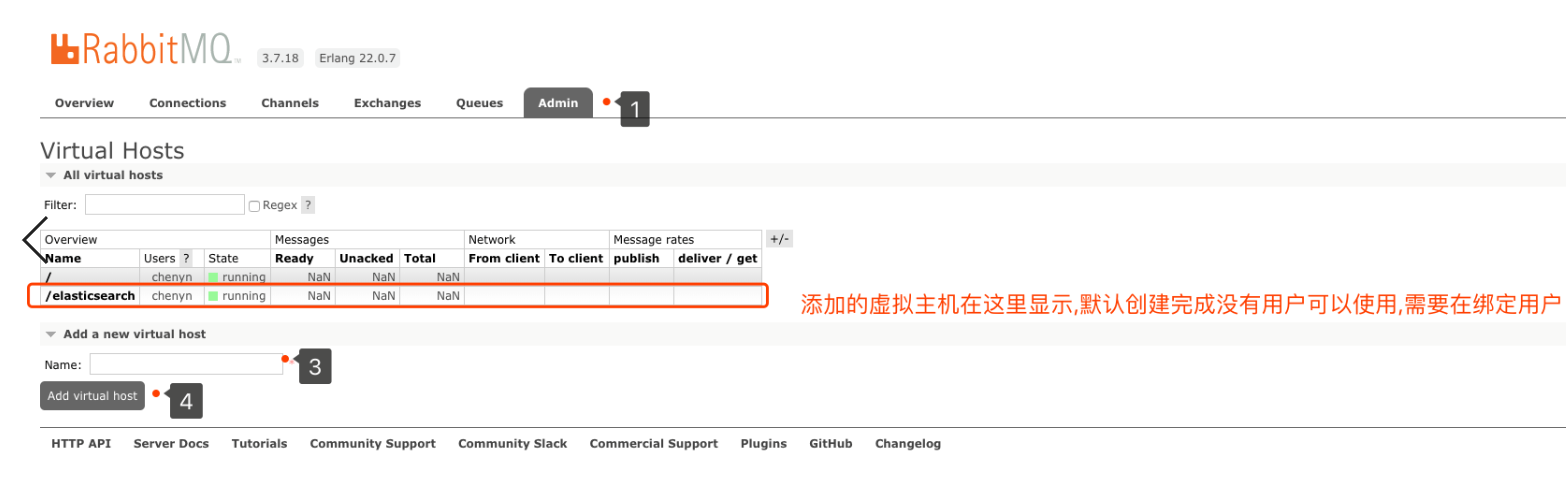 RabbitMQ 3.7.18 Erlang 22.0.7
Overview Connections Channels Exchanges Queues Admin 1
Virtual Hosts
All virtual hosts
Filter: Regex ?
Overview Messages Network Message rates +/-
Name Users ? State Ready Unacked Total From client To client publish deliver / get
/ chenyn running NaN NaN NaN
/elasticsearch chenyn running NaN NaN NaN
添加的虚拟主机在这里显示,默认创建完成没有用户可以使用,需要在绑定用户
Add a new virtual host
Name: 3
Add virtual host 4
HTTP API Server Docs Tutorials Community Support Community Slack Commercial Support Plugins GitHub Changelog